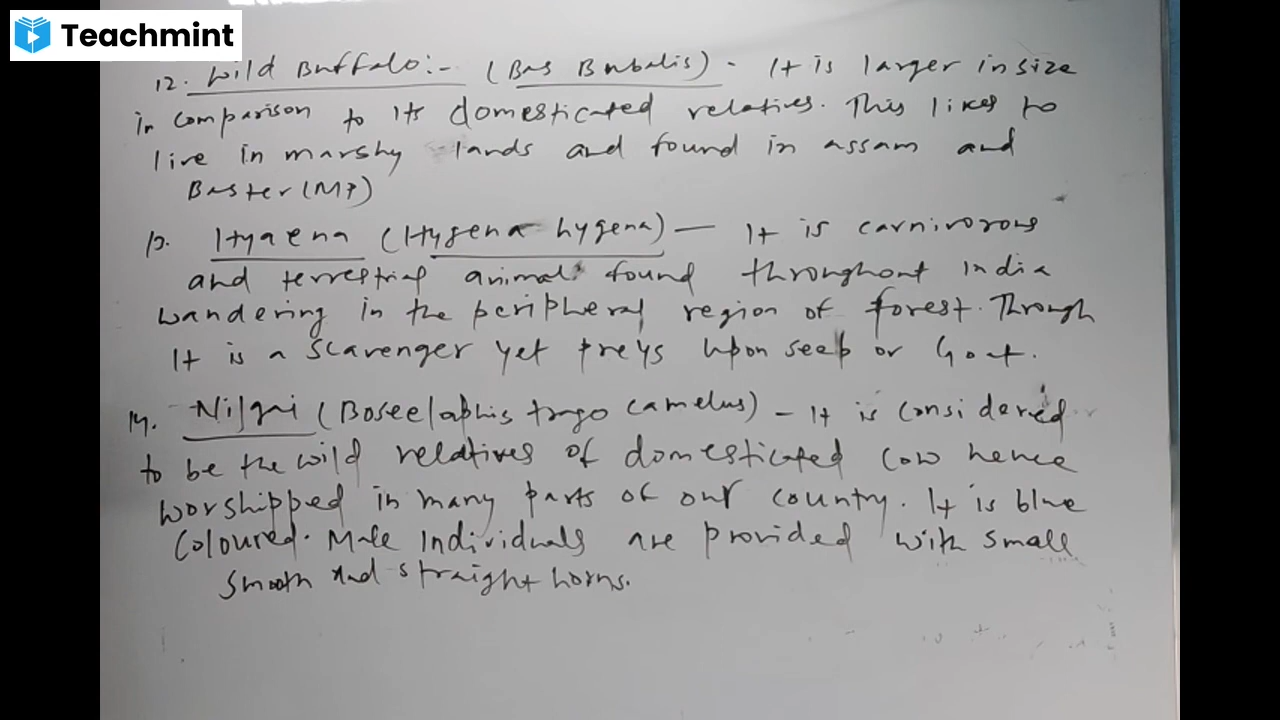 Teachmint
12. Wild Buffalo:- (Bas Bubalis) - It is larger in size
in comparison to its domesticated relatives. This likes to
live in marshy lands and found in assam and
Baster (MP)
13. Hyaena (Hygena hygena) — It is carnivorous
and terrestrial animal found throughout India
wandering in the peripheral region of forest. Through
It is a scavenger yet preys upon seep or Goat.
14. Nilgai (Boseelaphis trago camelus) - It is considered
to be the wild relatives of domesticated cow hence
worshipped in many parts of our country. It is blue
coloured. Male individuals are provided with small
smooth and straight horns.